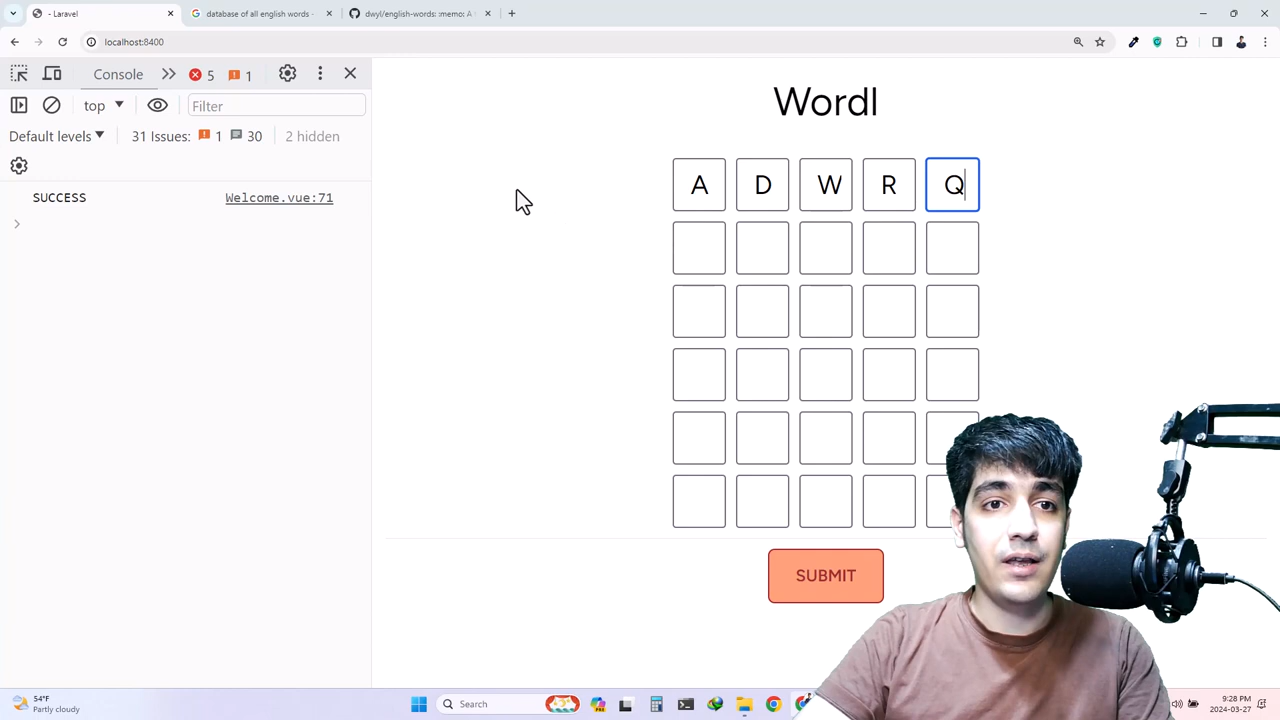 - Laravel
database of all english words -
dwyl/english-words: :memo: A
localhost:8400
Console
5
1
top
Filter
Default levels
31 Issues:
1
30
2 hidden
SUCCESS
Welcome.vue:71
Wordl
A D W R Q
SUBMIT
54°F
Partly cloudy
Search
9:28 PM
2024-03-27